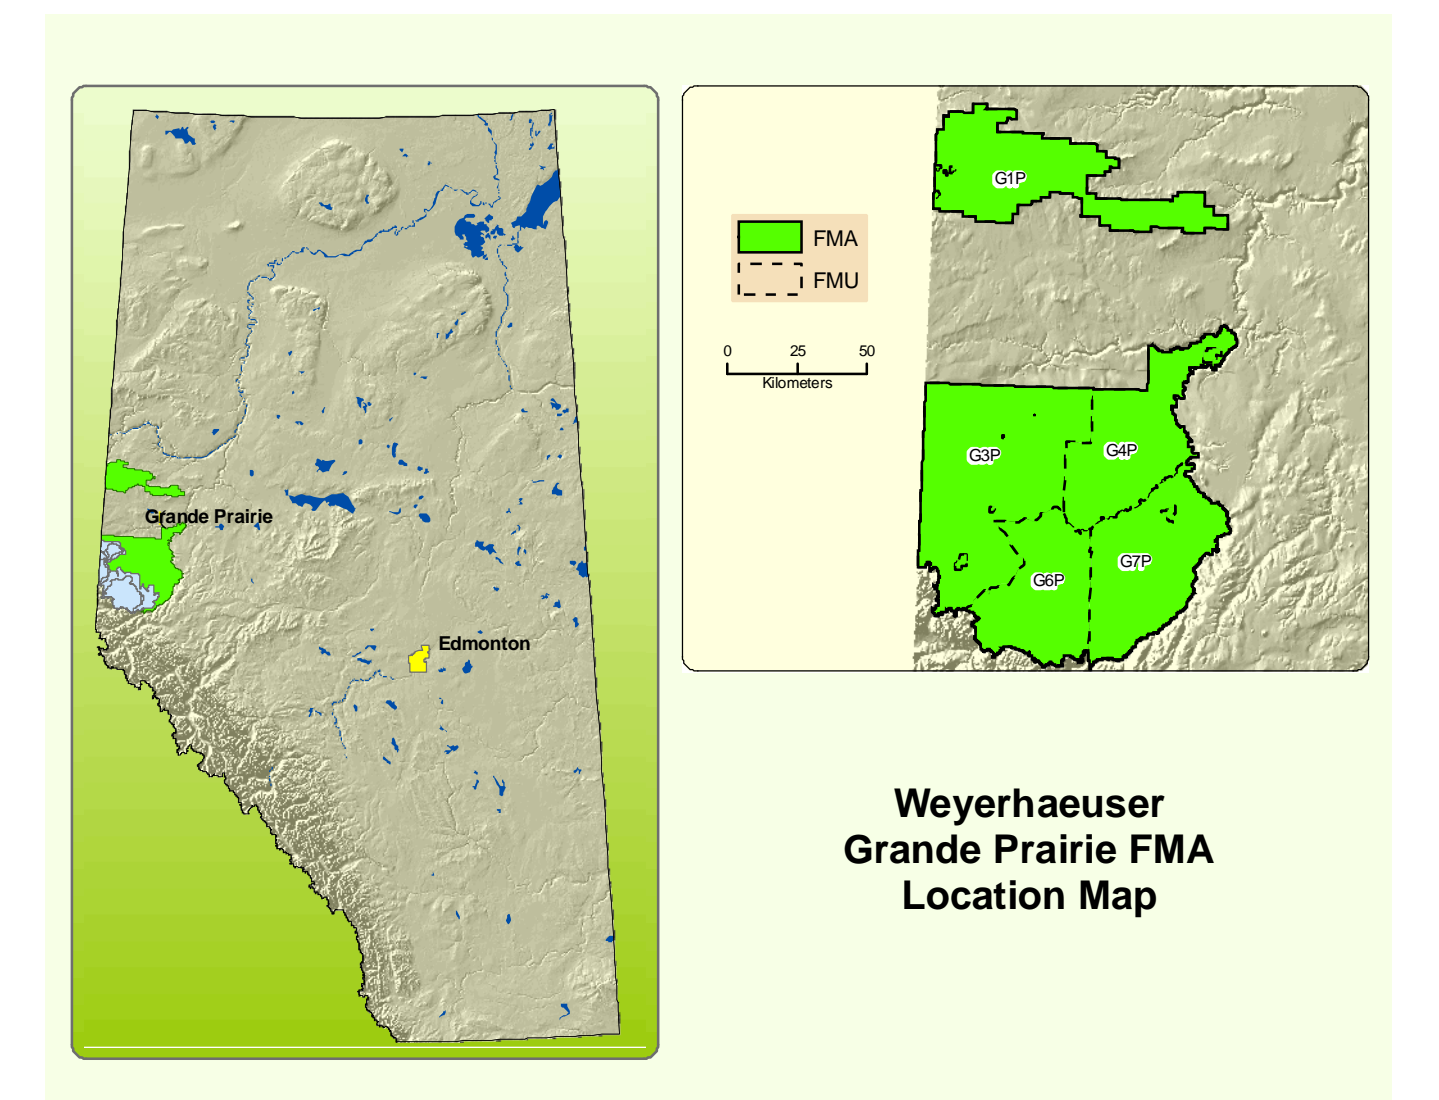 Grande Prairie
Edmonton
G1P
FMA
FMU
0 25 50
Kilometers
G3P
G4P
G6P
G7P
Weyerhaeuser
Grande Prairie FMA
Location Map